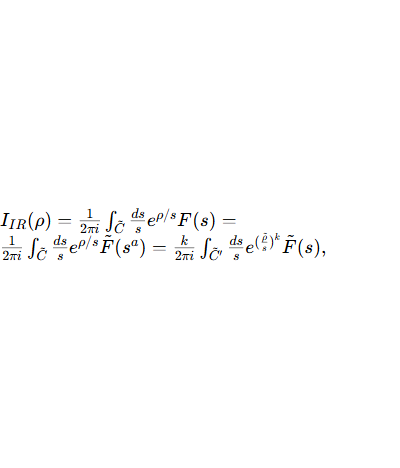 $I_{IR}(\rho) = \frac{1}{2\pi i} \int_{\tilde{C}} \frac{ds}{s} e^{\rho/s} F(s) =$
$\frac{1}{2\pi i} \int_{\tilde{C}} \frac{ds}{s} e^{\rho/s} \tilde{F}(s^a) = \frac{k}{2\pi i} \int_{\tilde{C}'} \frac{ds}{s} e^{(\frac{\tilde{\rho}}{s})^k} \tilde{F}(s),$